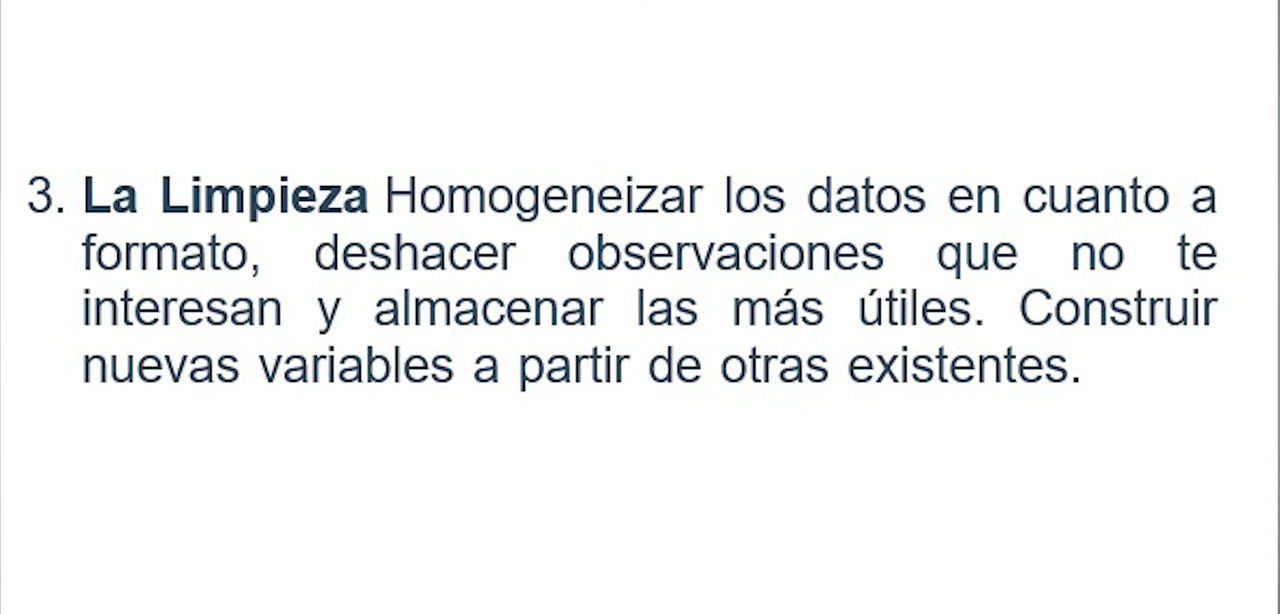 3. La Limpieza Homogeneizar los datos en cuanto a
formato, deshacer observaciones que no te
interesan y almacenar las más útiles. Construir
nuevas variables a partir de otras existentes.